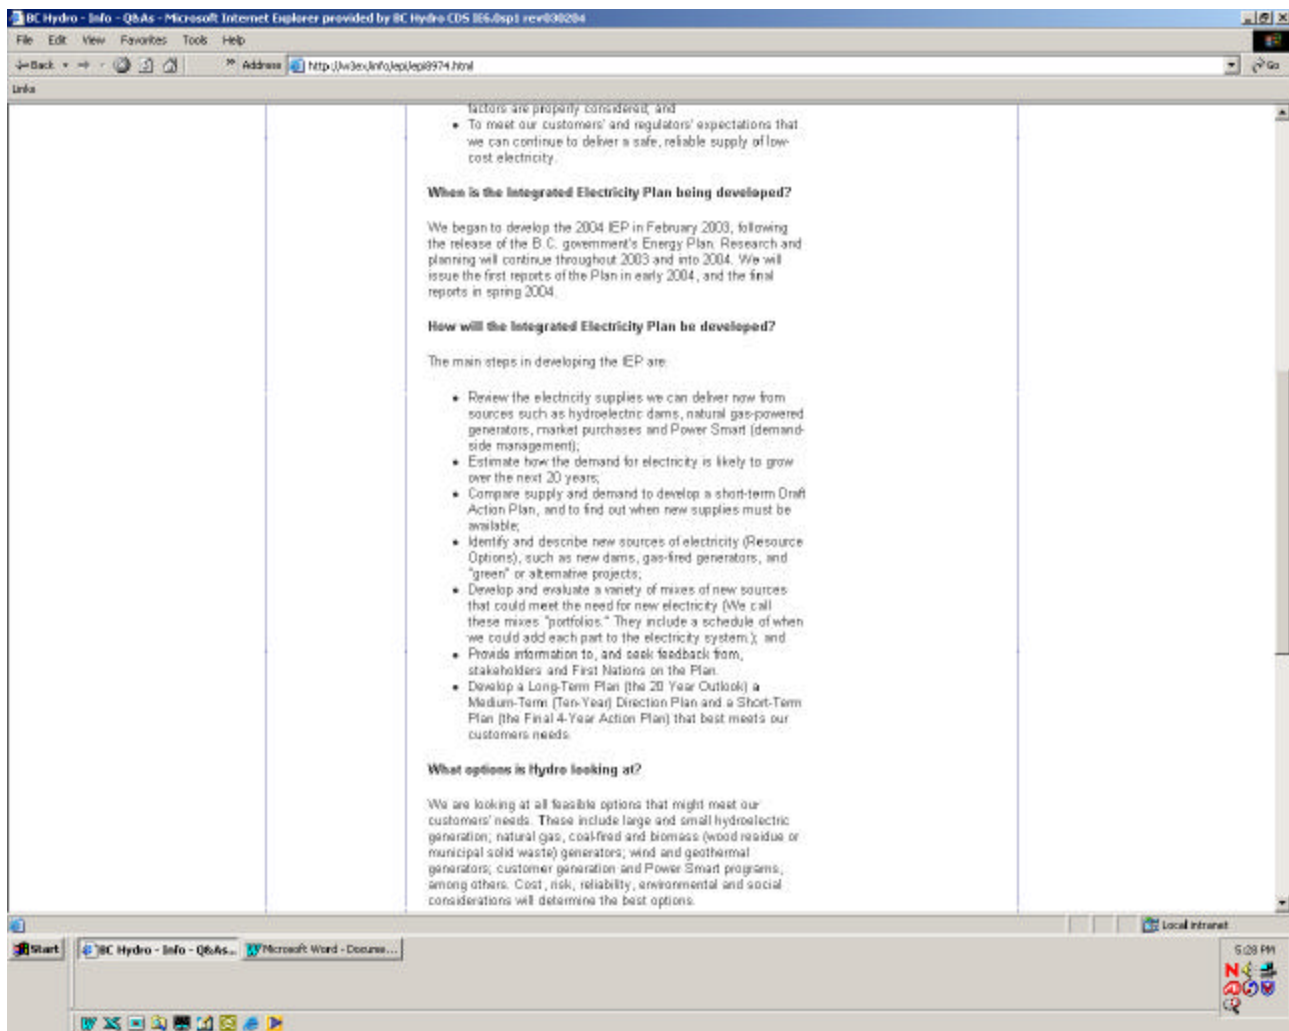 BC Hydro - Info - Q&As - Microsoft Internet Explorer provided by BC Hydro CDS IE6.0sp1 rev030204
File Edit View Favorites Tools Help
Back » Address http://w3ex/info/epi/epi8974.html Go
Links
factors are properly considered; and
• To meet our customers' and regulators' expectations that
we can continue to deliver a safe, reliable supply of low-
cost electricity.
When is the Integrated Electricity Plan being developed?
We began to develop the 2004 IEP in February 2003, following
the release of the B.C. government's Energy Plan. Research and
planning will continue throughout 2003 and into 2004. We will
issue the first reports of the Plan in early 2004, and the final
reports in spring 2004.
How will the Integrated Electricity Plan be developed?
The main steps in developing the IEP are:
• Review the electricity supplies we can deliver now from
sources such as hydroelectric dams, natural gas-powered
generators, market purchases and Power Smart (demand-
side management);
• Estimate how the demand for electricity is likely to grow
over the next 20 years;
• Compare supply and demand to develop a short-term Draft
Action Plan, and to find out when new supplies must be
available;
• Identify and describe new sources of electricity (Resource
Options), such as new dams, gas-fired generators, and
"green" or alternative projects;
• Develop and evaluate a variety of mixes of new sources
that could meet the need for new electricity (We call
these mixes "portfolios." They include a schedule of when
we could add each part to the electricity system.); and
• Provide information to, and seek feedback from,
stakeholders and First Nations on the Plan.
• Develop a Long-Term Plan (the 20 Year Outlook) a
Medium-Term (Ten-Year) Direction Plan and a Short-Term
Plan (the Final 4-Year Action Plan) that best meets our
customers needs.
What options is Hydro looking at?
We are looking at all feasible options that might meet our
customers' needs. These include large and small hydroelectric
generation; natural gas, coal-fired and biomass (wood residue or
municipal solid waste) generators; wind and geothermal
generators; customer generation and Power Smart programs,
among others. Cost, risk, reliability, environmental and social
considerations will determine the best options.
Local intranet
Start BC Hydro - Info - Q&As... Microsoft Word - Docume... 5:28 PM